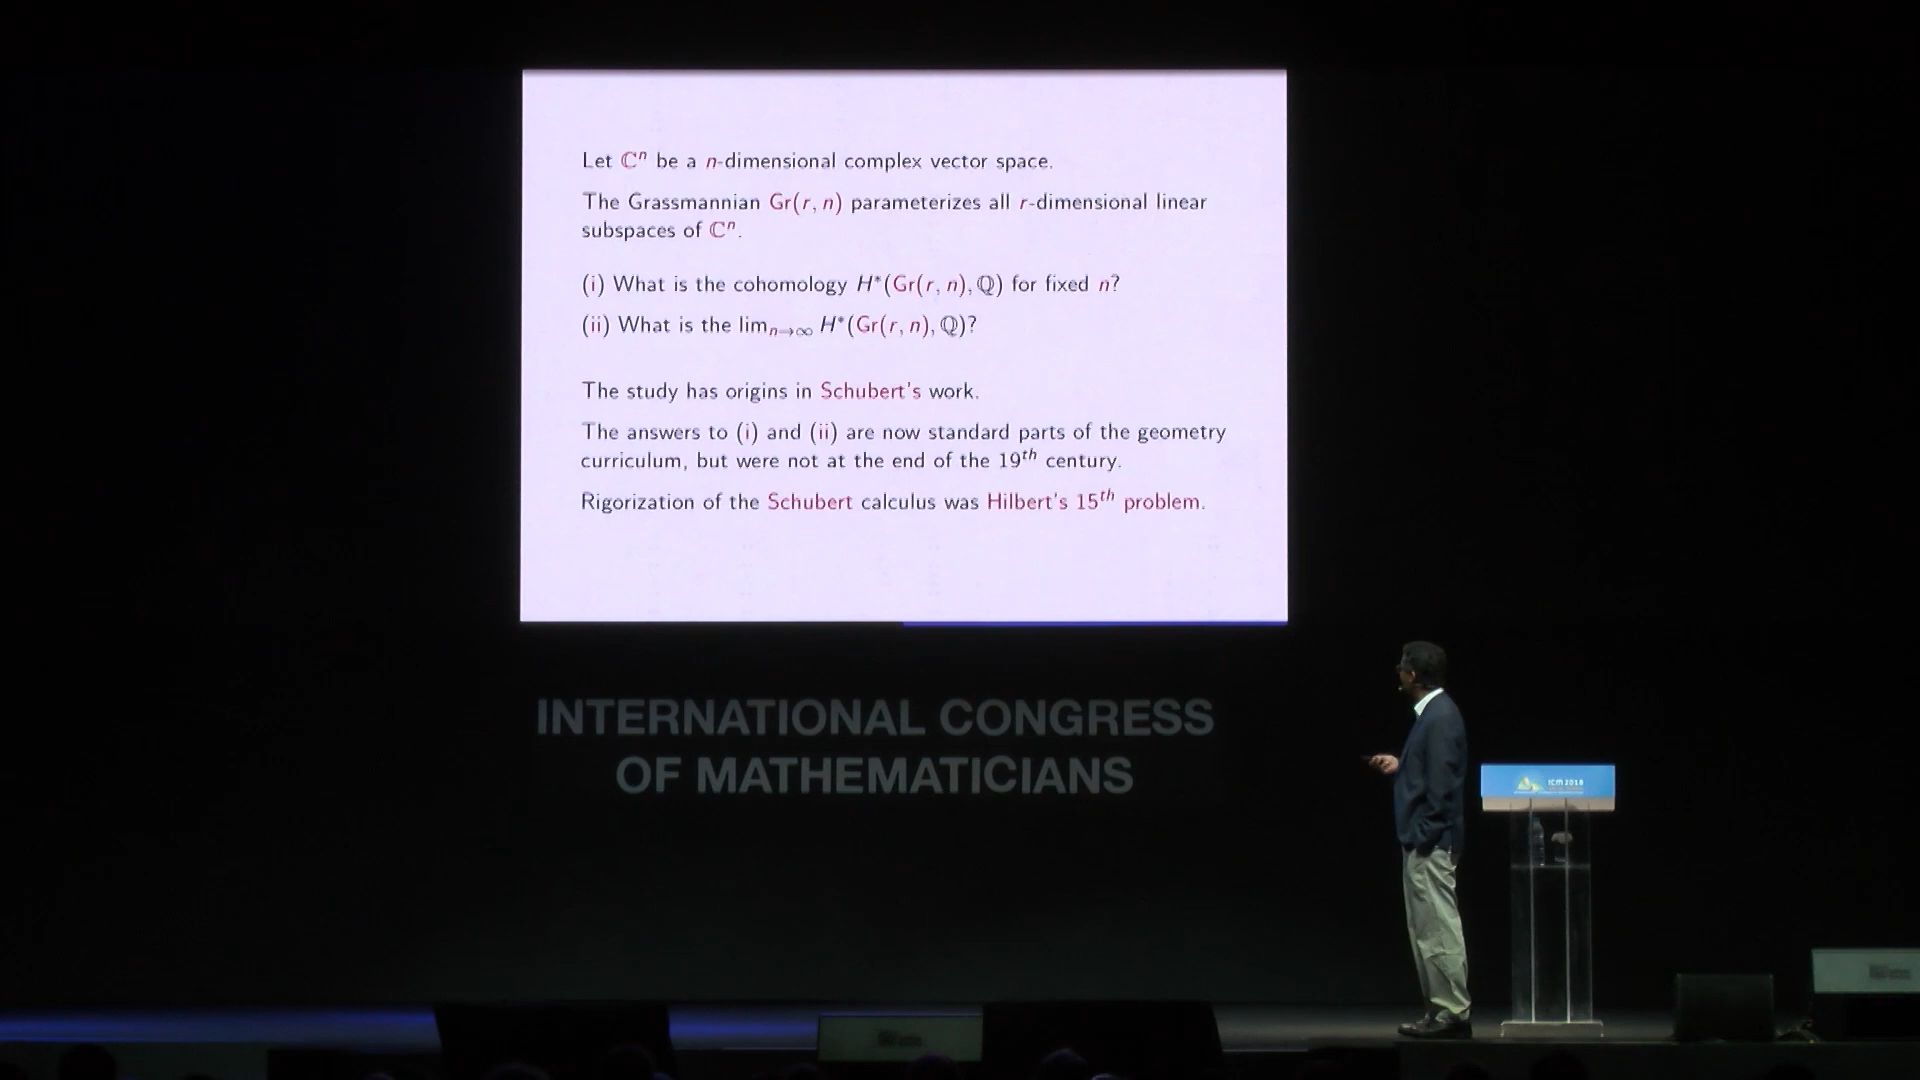 Let ℂⁿ be a n-dimensional complex vector space.
The Grassmannian Gr(r, n) parameterizes all r-dimensional linear
subspaces of ℂⁿ.
(i) What is the cohomology H*(Gr(r, n), ℚ) for fixed n?
(ii) What is the lim_{n→∞} H*(Gr(r, n), ℚ)?
The study has origins in Schubert's work.
The answers to (i) and (ii) are now standard parts of the geometry
curriculum, but were not at the end of the 19ᵗʰ century.
Rigorization of the Schubert calculus was Hilbert's 15ᵗʰ problem.
INTERNATIONAL CONGRESS
OF MATHEMATICIANS
ICM 2018